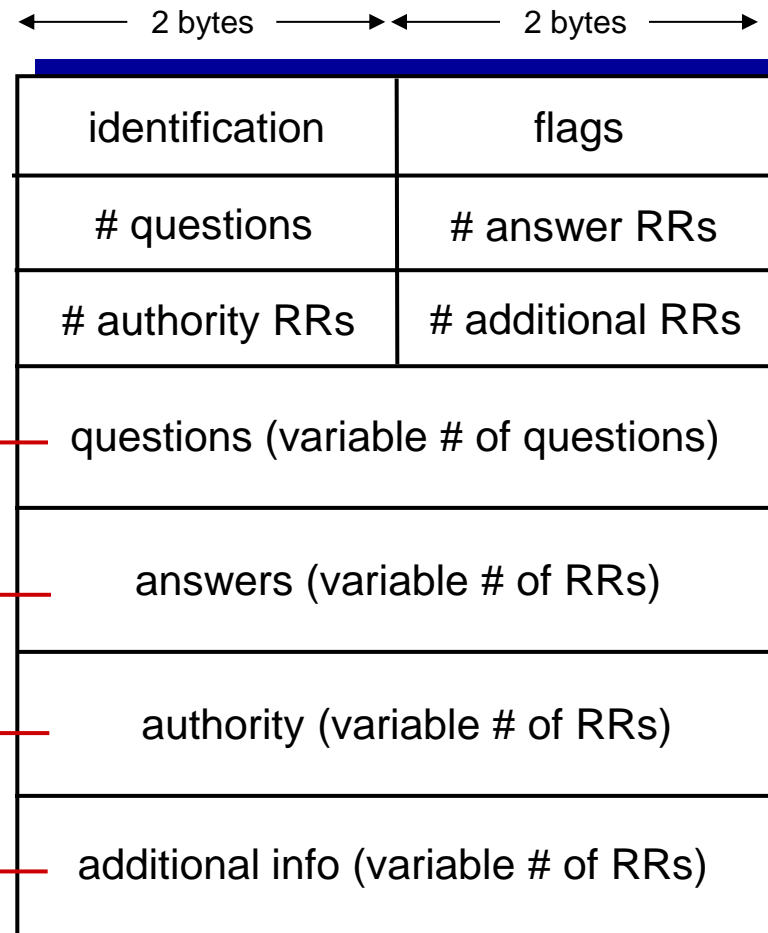 2 bytes 2 bytes
identification flags
# questions # answer RRs
# authority RRs # additional RRs
questions (variable # of questions)
answers (variable # of RRs)
authority (variable # of RRs)
additional info (variable # of RRs)